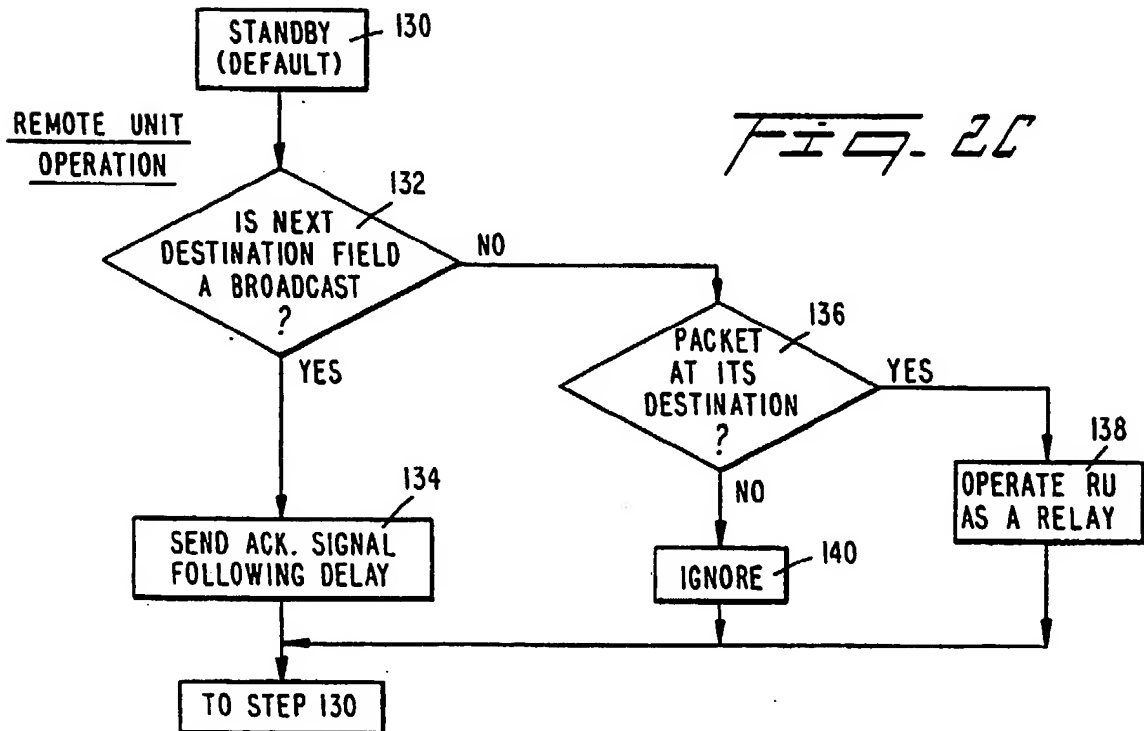 STANDBY
(DEFAULT)
130
REMOTE UNIT
OPERATION
Fig. 2C
132
IS NEXT
DESTINATION FIELD
A BROADCAST
?
NO
YES
136
PACKET
AT ITS
DESTINATION
?
YES
NO
134
SEND ACK. SIGNAL
FOLLOWING DELAY
138
OPERATE RU
AS A RELAY
IGNORE
140
TO STEP 130